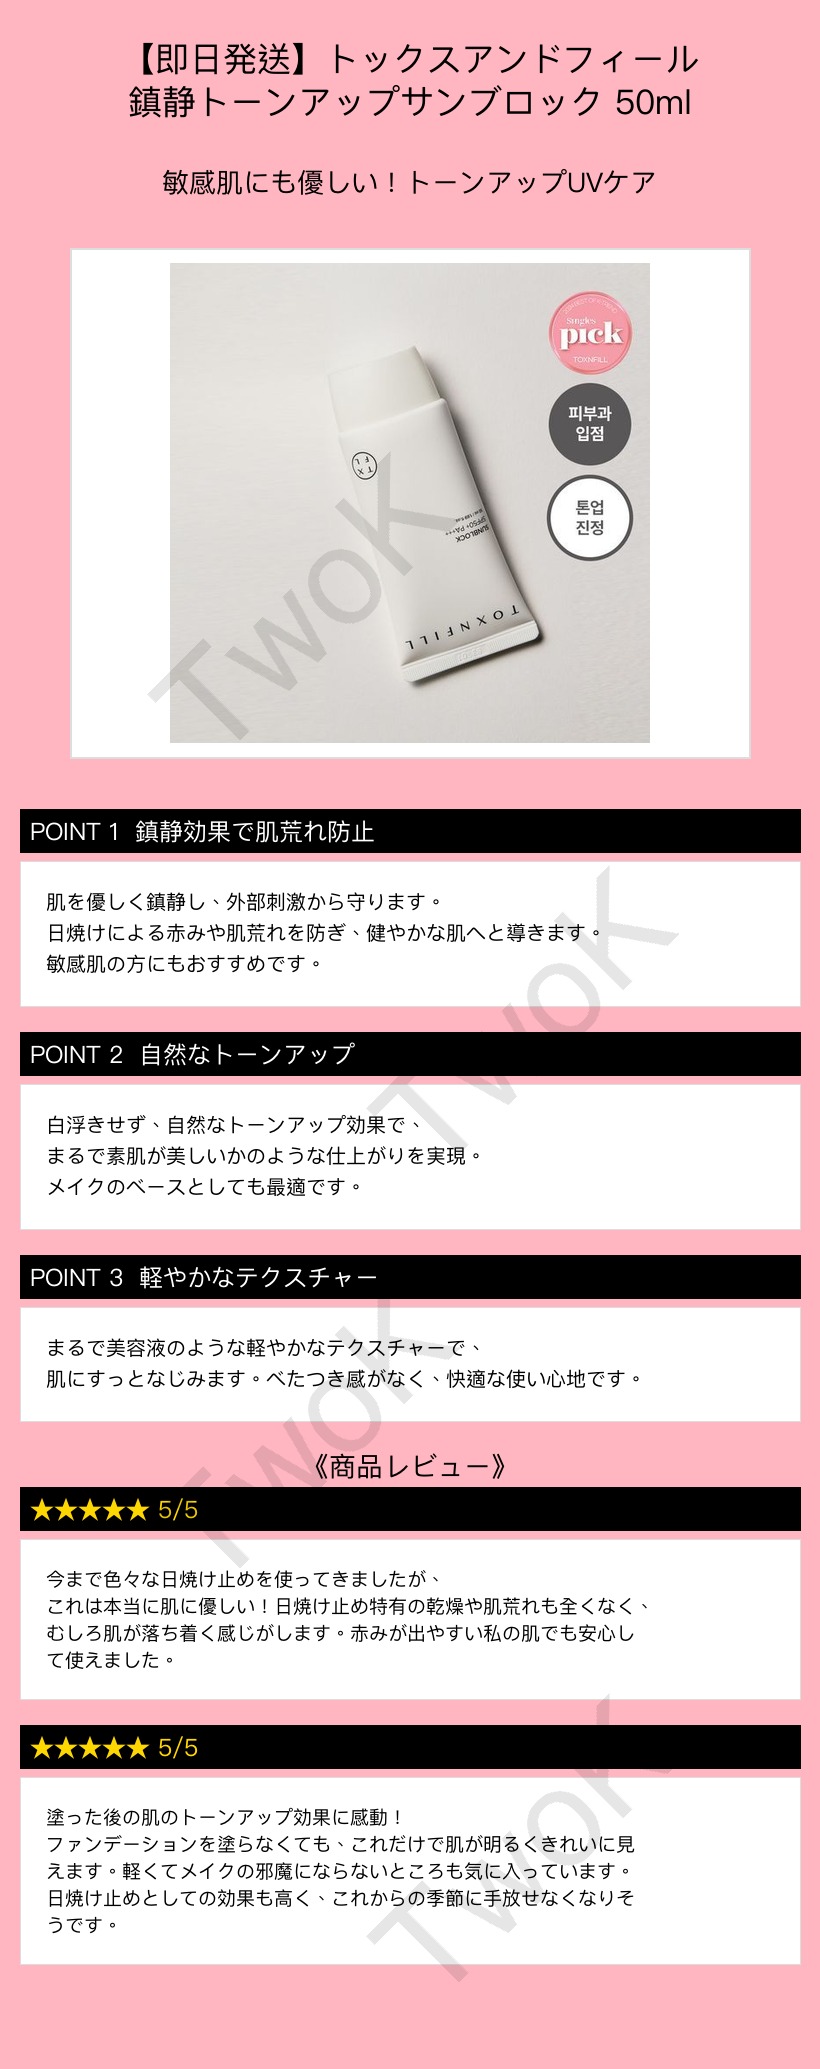 【即日発送】トックスアンドフィール
鎮静トーンアップサンブロック 50ml
敏感肌にも優しい！トーンアップUVケア
Singles
pick
TOXNFILL
피부과
입점
톤업
진정
TXFL
SUNBLOCK
SPF50+ PA+++
TOXNFILL
TwoK
POINT 1 鎮静効果で肌荒れ防止
肌を優しく鎮静し、外部刺激から守ります。
日焼けによる赤みや肌荒れを防ぎ、健やかな肌へと導きます。
敏感肌の方にもおすすめです。
TwoK
POINT 2 自然なトーンアップ
白浮きせず、自然なトーンアップ効果で、
まるで素肌が美しいかのような仕上がりを実現。
メイクのベースとしても最適です。
POINT 3 軽やかなテクスチャー
まるで美容液のような軽やかなテクスチャーで、
肌にすっとなじみます。べたつき感がなく、快適な使い心地です。
TwoK
《商品レビュー》
★★★★★ 5/5
今まで色々な日焼け止めを使ってきましたが、
これは本当に肌に優しい！日焼け止め特有の乾燥や肌荒れも全くなく、
むしろ肌が落ち着く感じがします。赤みが出やすい私の肌でも安心し
て使えました。
★★★★★ 5/5
塗った後の肌のトーンアップ効果に感動！
ファンデーションを塗らなくても、これだけで肌が明るくきれいに見
えます。軽くてメイクの邪魔にならないところも気に入っています。
日焼け止めとしての効果も高く、これからの季節に手放せなくなりそ
うです。
TwoK